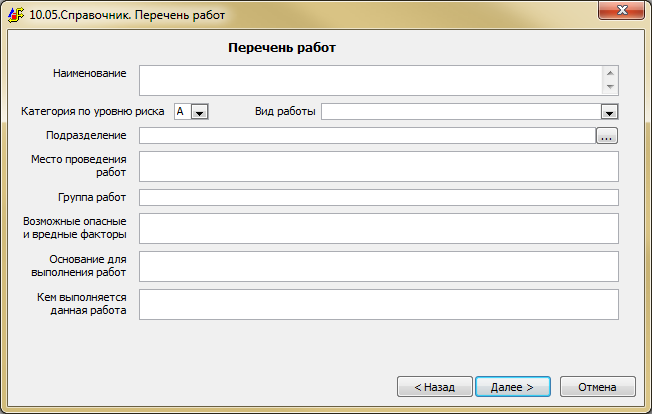 10.05.Справочник. Перечень работ
Перечень работ
Наименование
Категория по уровню риска A Вид работы
Подразделение ...
Место проведения
работ
Группа работ
Возможные опасные
и вредные факторы
Основание для
выполнения работ
Кем выполняется
данная работа
< Назад Далее > Отмена